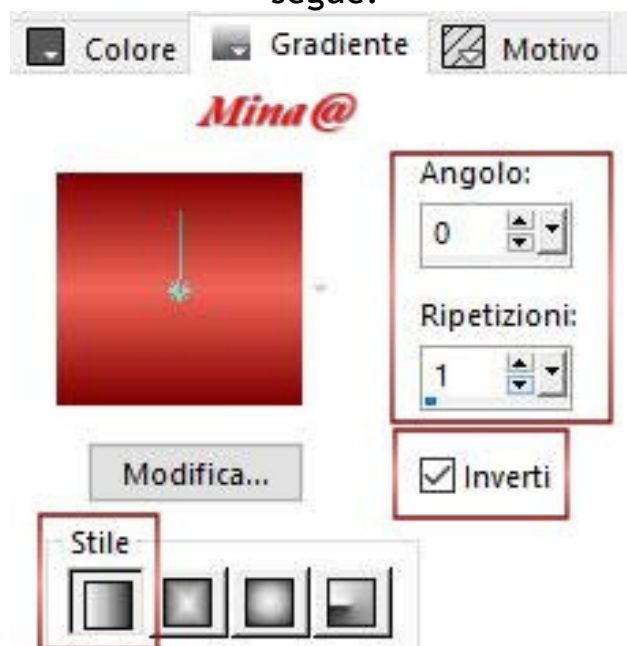 segue:
Colore Gradiente Motivo
Mina@
Angolo:
0
Ripetizioni:
1
Modifica...
Inverti
Stile